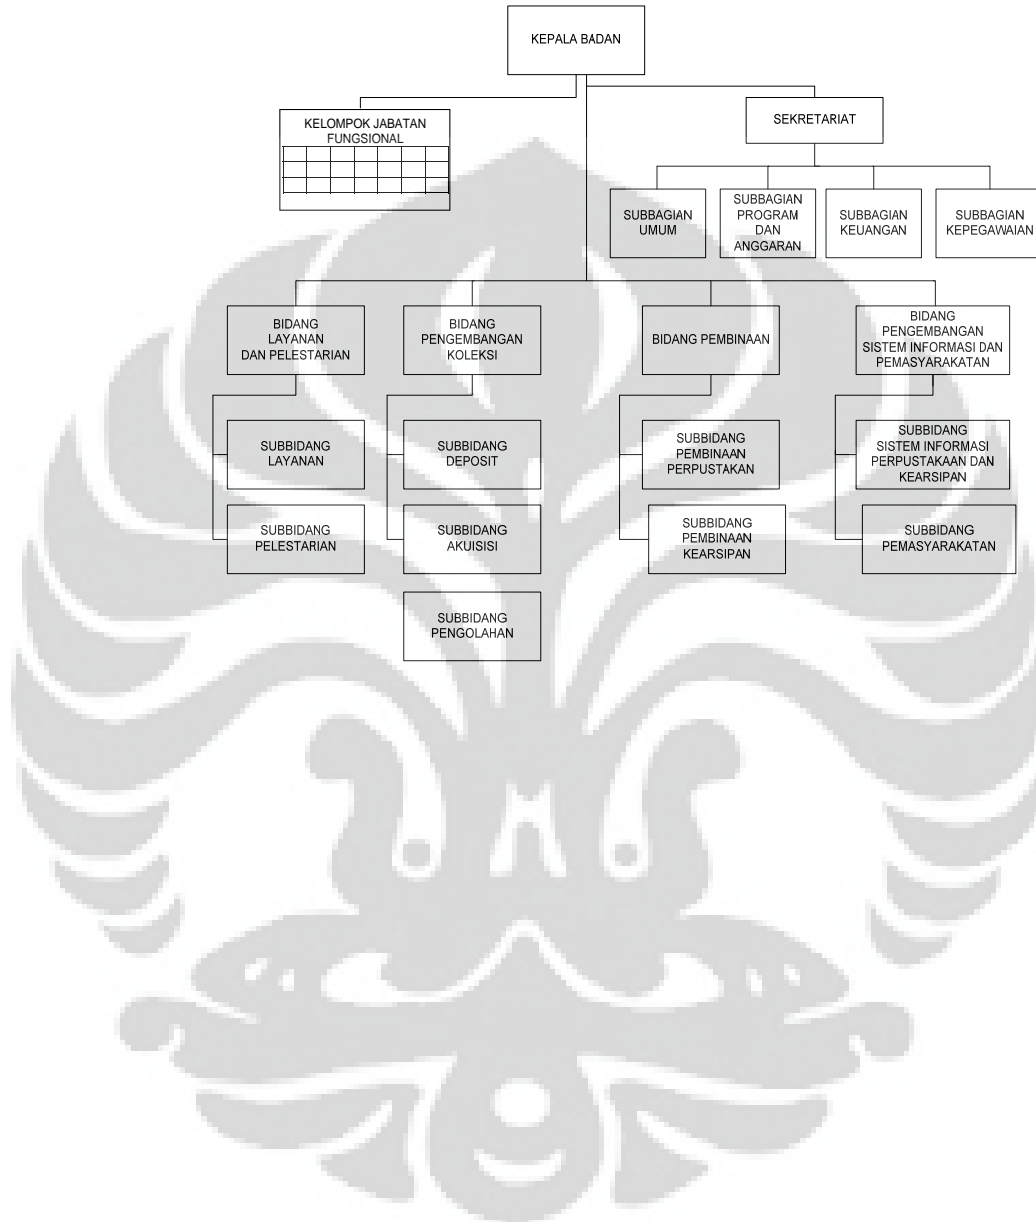 KEPALA BADAN
KELOMPOK JABATAN
FUNGSIONAL
SEKRETARIAT
SUBBAGIAN
UMUM
SUBBAGIAN
PROGRAM
DAN
ANGGARAN
SUBBAGIAN
KEUANGAN
SUBBAGIAN
KEPEGAWAIAN
BIDANG
LAYANAN
DAN PELESTARIAN
BIDANG
PENGEMBANGAN
KOLEKSI
BIDANG PEMBINAAN
BIDANG
PENGEMBANGAN
SISTEM INFORMASI DAN
PEMASYARAKATAN
SUBBIDANG
LAYANAN
SUBBIDANG
DEPOSIT
SUBBIDANG
PEMBINAAN
PERPUSTAKAN
SUBBIDANG
SISTEM INFORMASI
PERPUSTAKAAN DAN
KEARSIPAN
SUBBIDANG
PELESTARIAN
SUBBIDANG
AKUISISI
SUBBIDANG
PEMBINAAN
KEARSIPAN
SUBBIDANG
PEMASYARAKATAN
SUBBIDANG
PENGOLAHAN